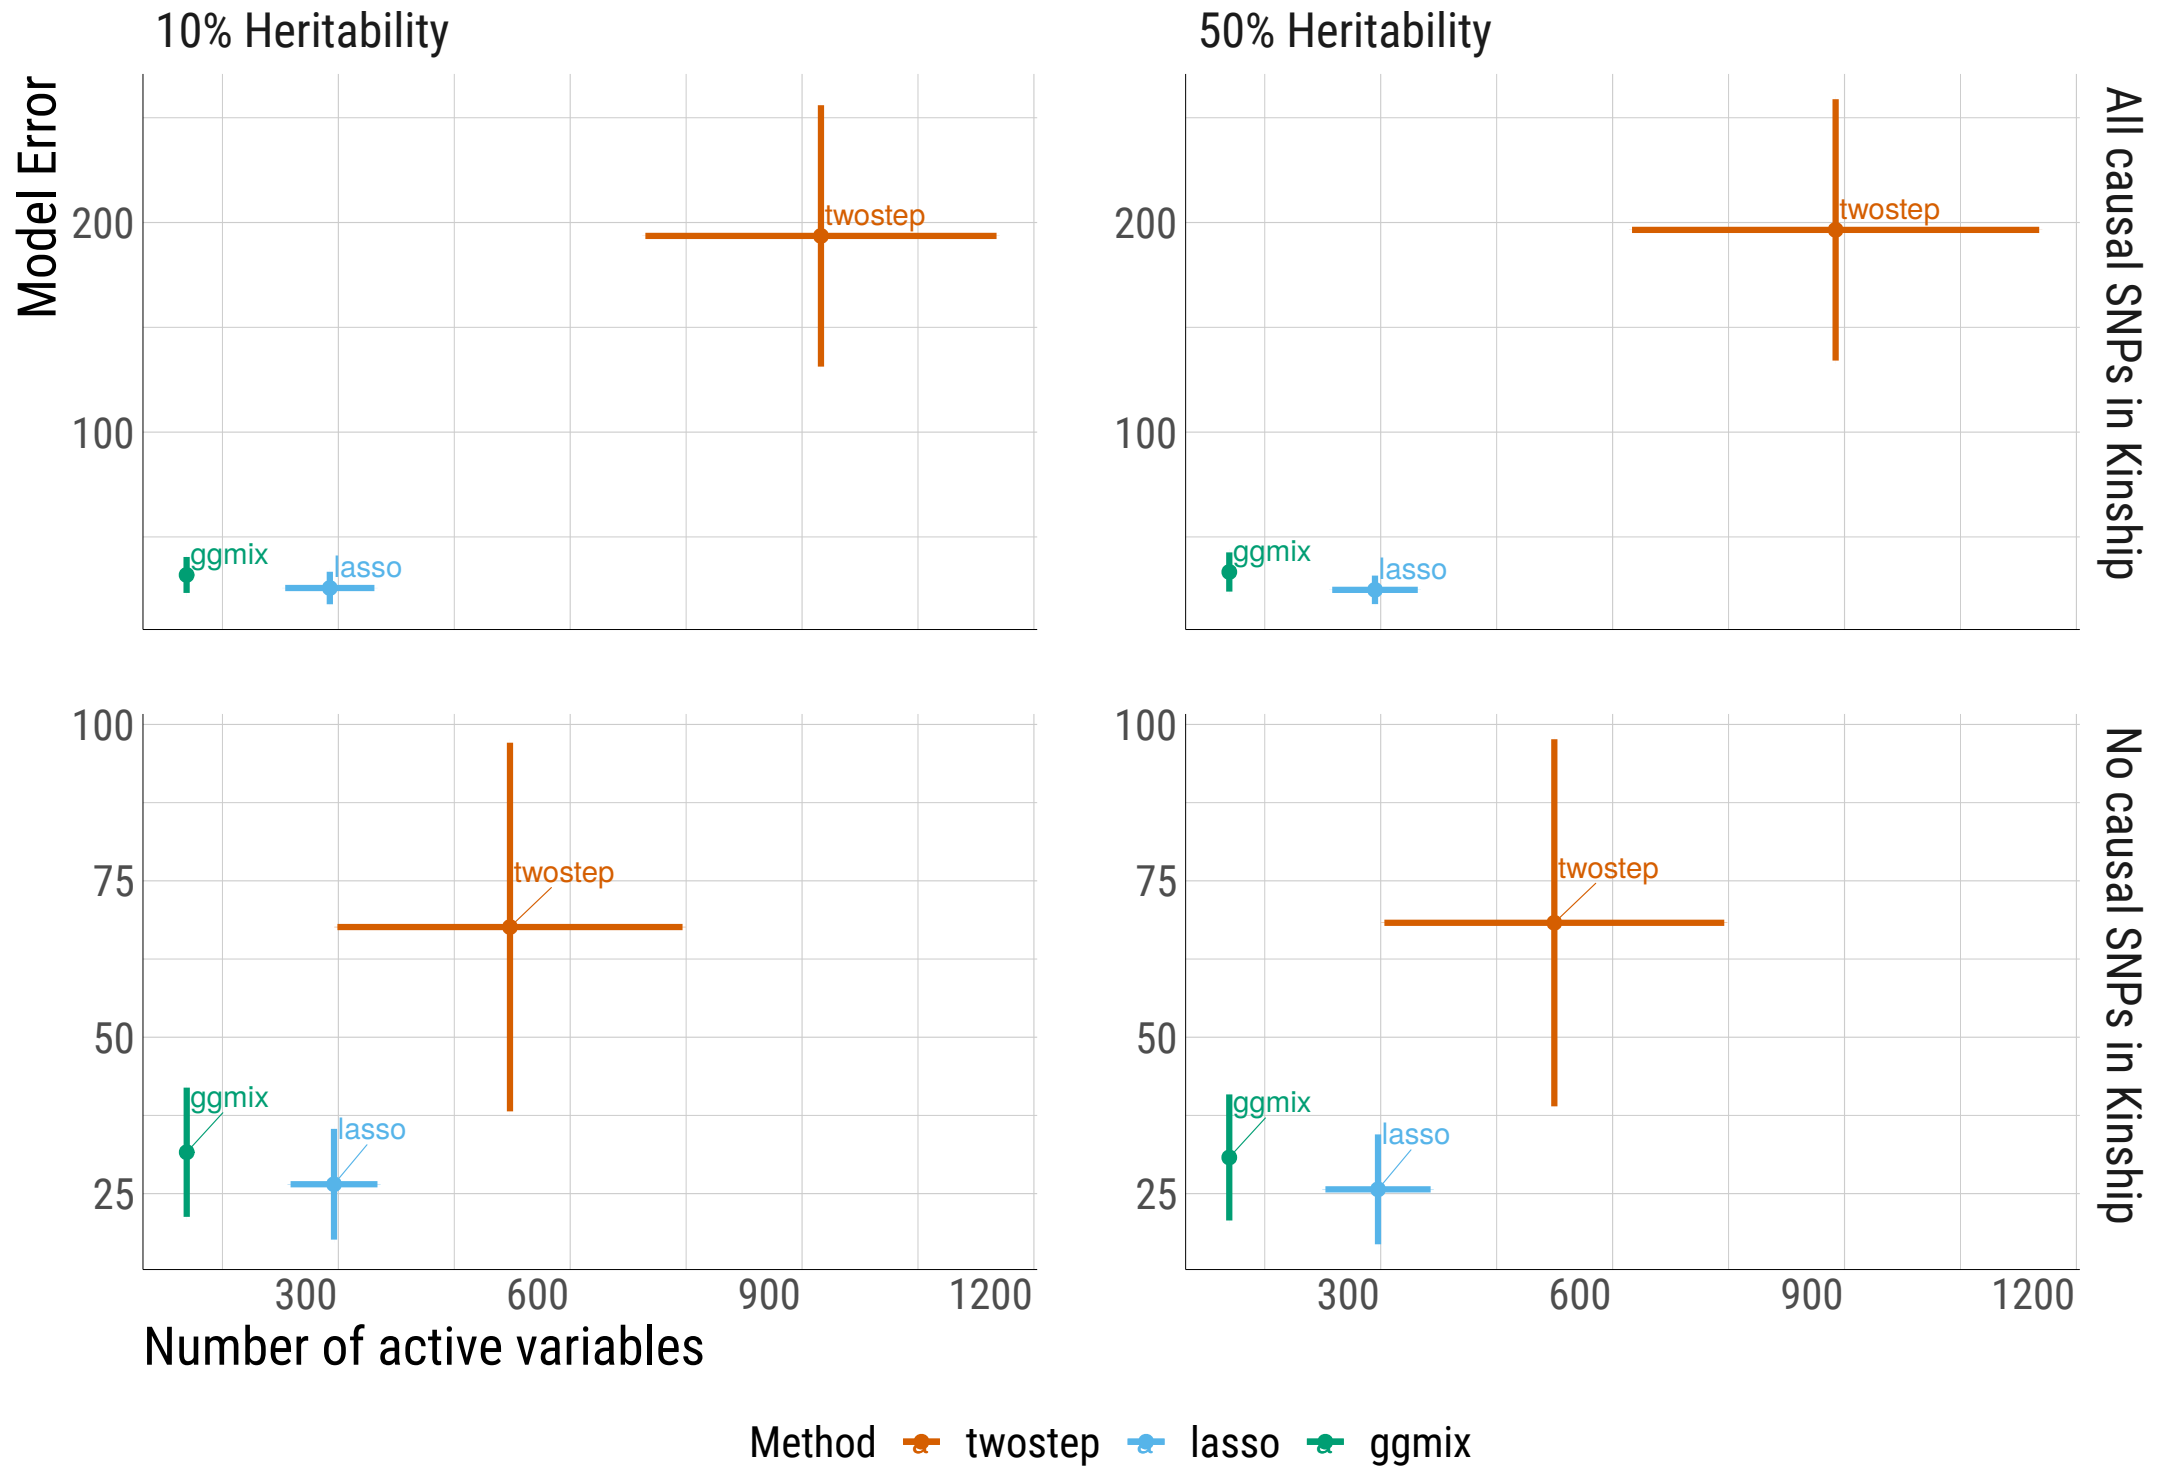 10% Heritability
50% Heritability
Model Error
200
100
twostep
ggmix
lasso
200
100
twostep
ggmix
lasso
All causal SNPs in Kinship
100
75
50
25
twostep
ggmix
lasso
100
75
50
25
twostep
ggmix
lasso
No causal SNPs in Kinship
300 600 900 1200
300 600 900 1200
Number of active variables
Method twostep lasso ggmix